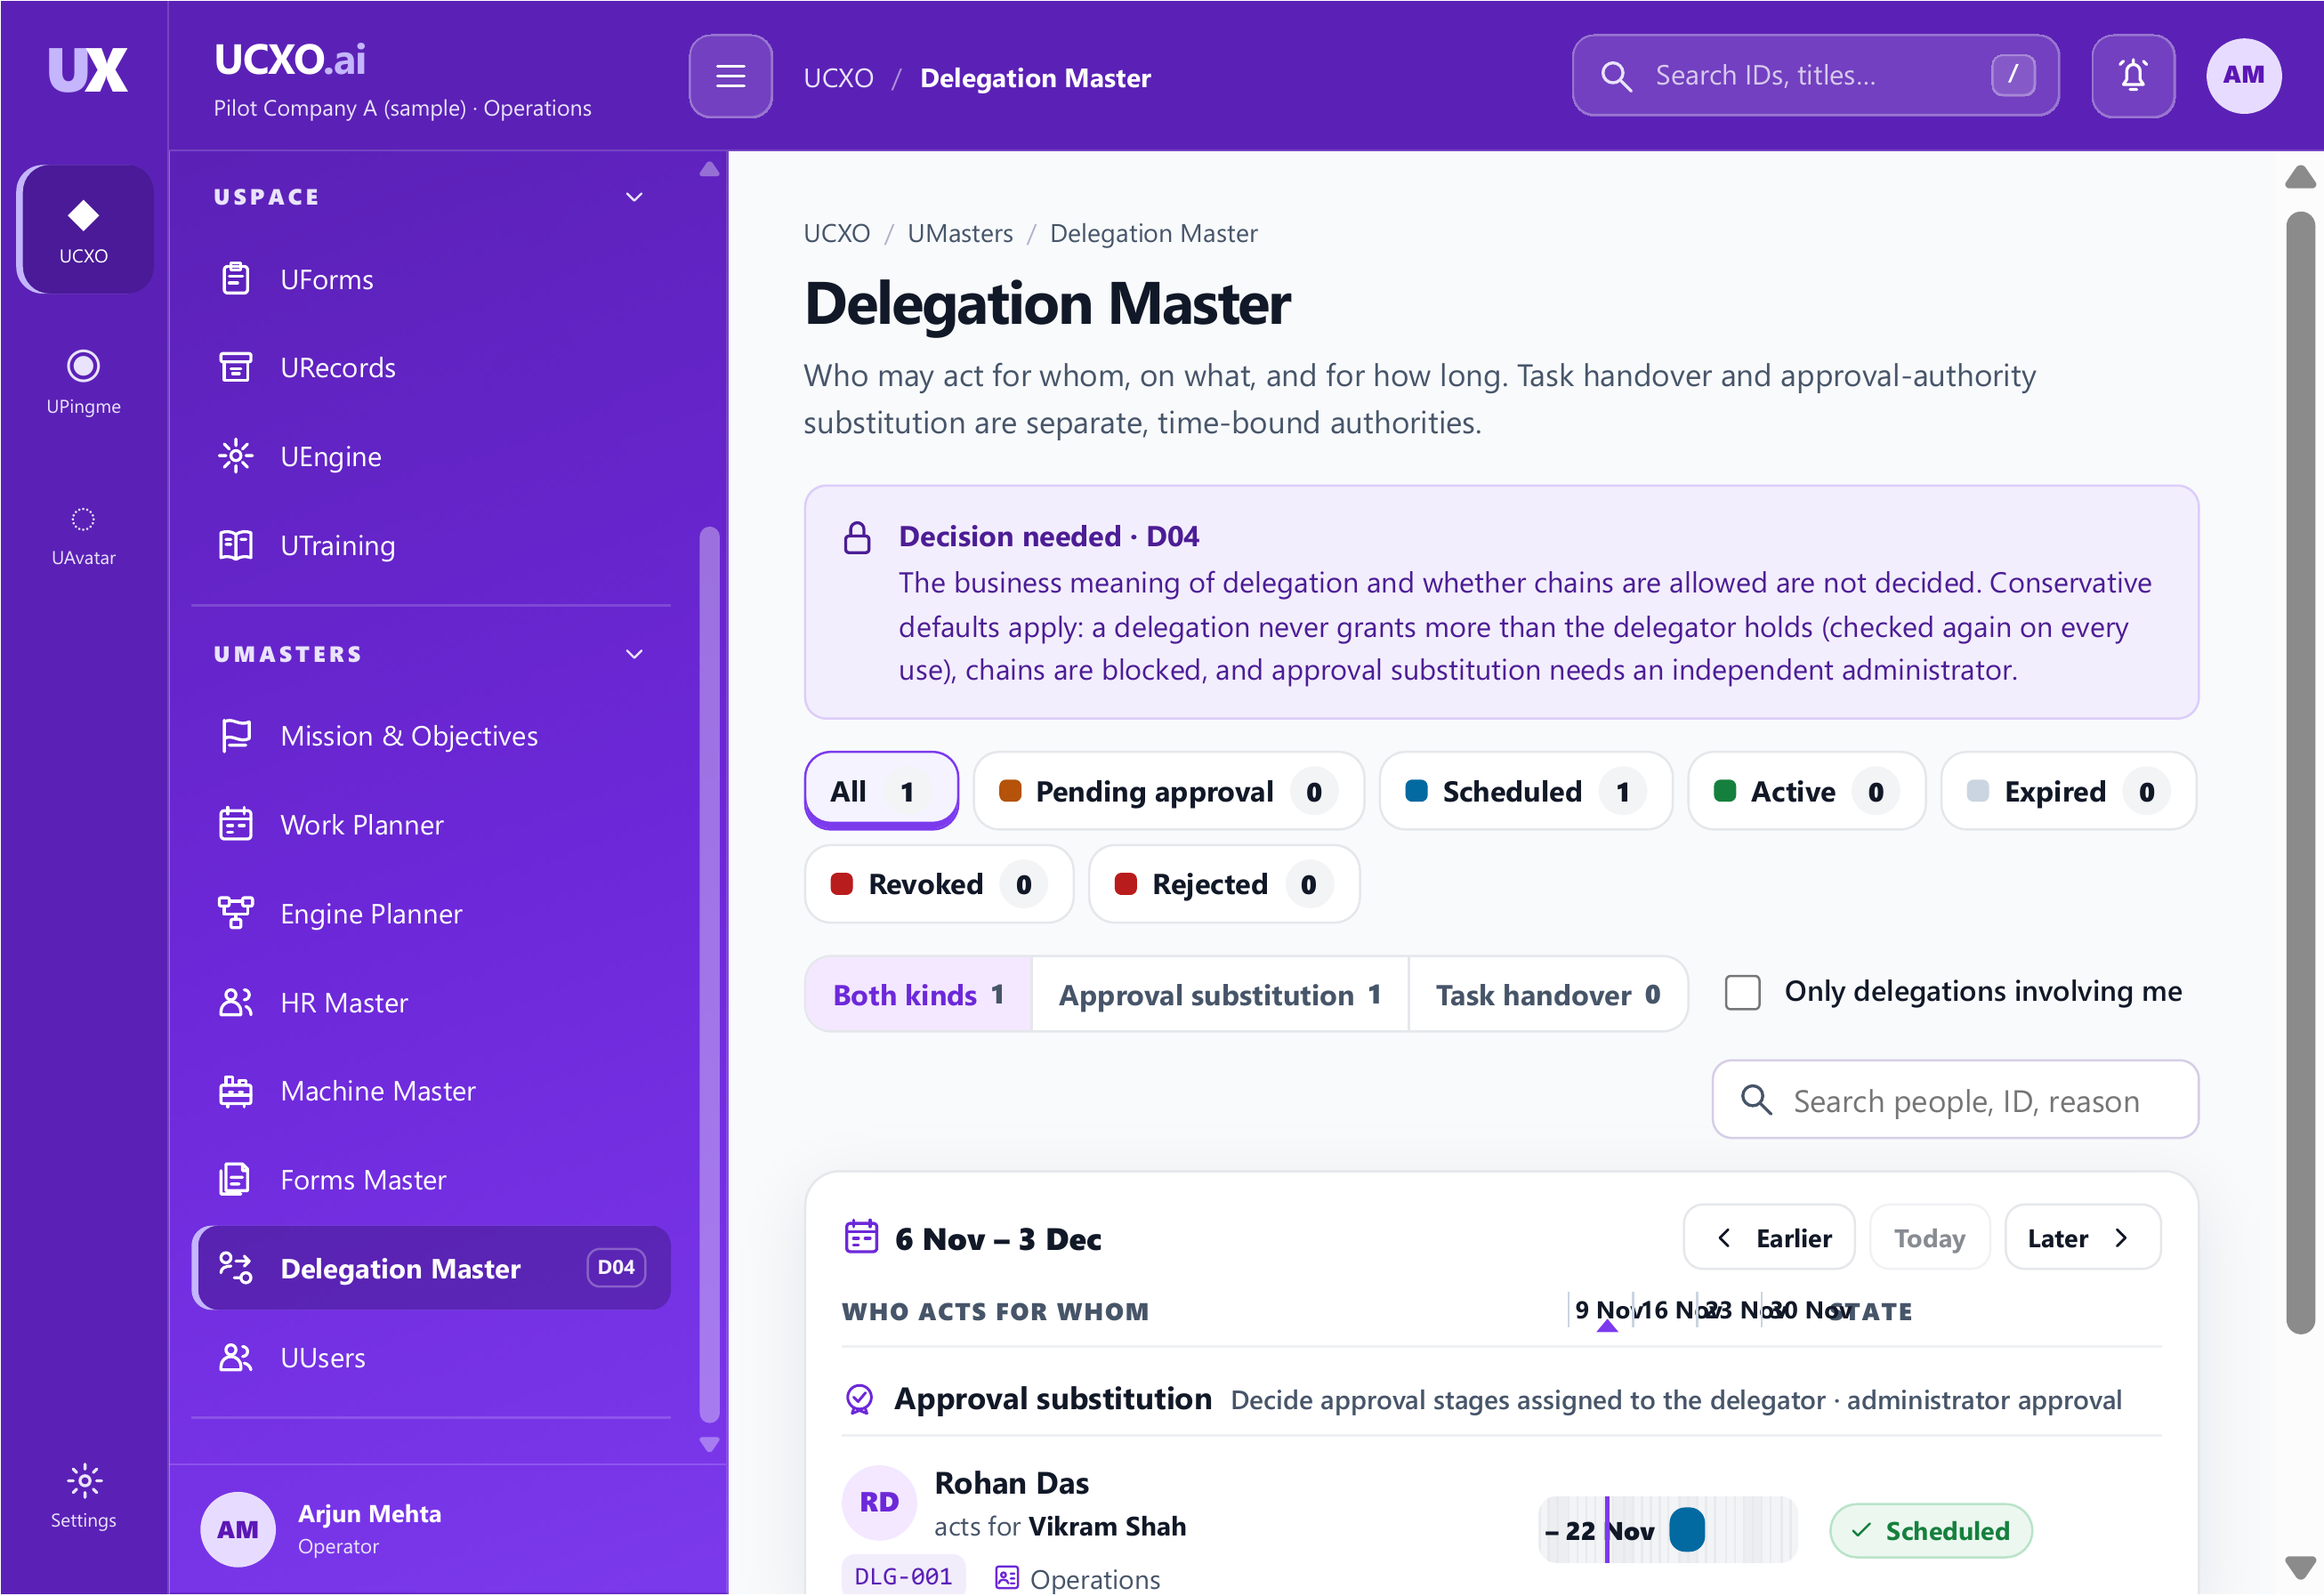 UX
UCXO.ai
Pilot Company A (sample) · Operations
UCXO / Delegation Master
Search IDs, titles...
/
AM
UCXO
UPingme
UAvatar
Settings
USPACE
UForms
URecords
UEngine
UTraining
UMASTERS
Mission & Objectives
Work Planner
Engine Planner
HR Master
Machine Master
Forms Master
Delegation Master D04
UUsers
AM
Arjun Mehta
Operator
UCXO / UMasters / Delegation Master
Delegation Master
Who may act for whom, on what, and for how long. Task handover and approval-authority
substitution are separate, time-bound authorities.
Decision needed · D04
The business meaning of delegation and whether chains are allowed are not decided. Conservative
defaults apply: a delegation never grants more than the delegator holds (checked again on every
use), chains are blocked, and approval substitution needs an independent administrator.
All 1
Pending approval 0
Scheduled 1
Active 0
Expired 0
Revoked 0
Rejected 0
Both kinds 1
Approval substitution 1
Task handover 0
Only delegations involving me
Search people, ID, reason
6 Nov – 3 Dec
Earlier
Today
Later
WHO ACTS FOR WHOM
9 Nov
16 Nov
23 Nov
30 Nov
STATE
Approval substitution Decide approval stages assigned to the delegator · administrator approval
RD
Rohan Das
acts for Vikram Shah
– 22 Nov
Scheduled
DLG-001
Operations